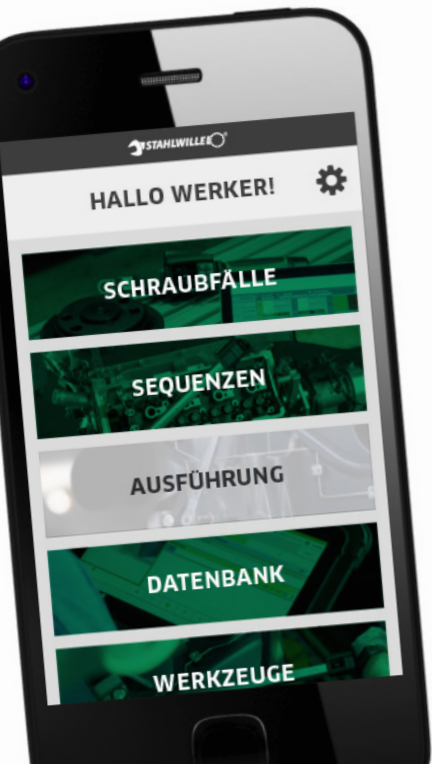 STAHLWILLE
HALLO WERKER!
SCHRAUBFÄLLE
SEQUENZEN
AUSFÜHRUNG
DATENBANK
WERKZEUGE